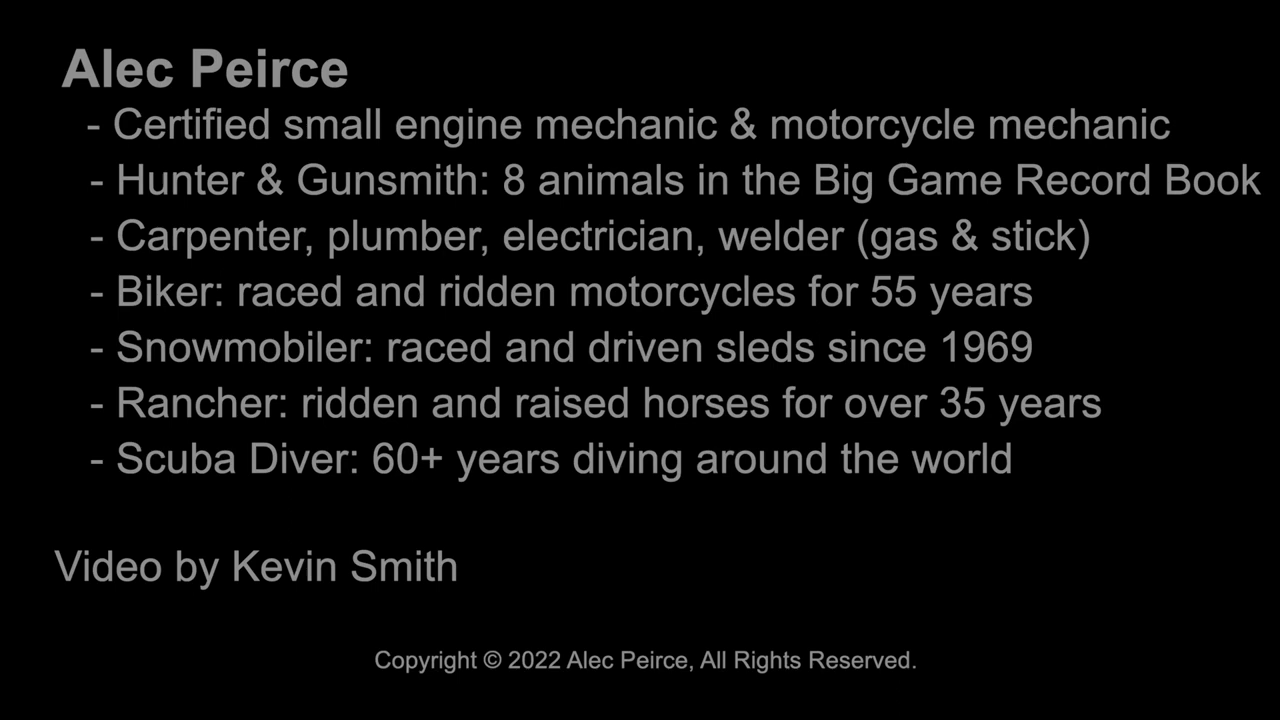 Alec Peirce
- Certified small engine mechanic & motorcycle mechanic
- Hunter & Gunsmith: 8 animals in the Big Game Record Book
- Carpenter, plumber, electrician, welder (gas & stick)
- Biker: raced and ridden motorcycles for 55 years
- Snowmobiler: raced and driven sleds since 1969
- Rancher: ridden and raised horses for over 35 years
- Scuba Diver: 60+ years diving around the world
Video by Kevin Smith
Copyright © 2022 Alec Peirce, All Rights Reserved.